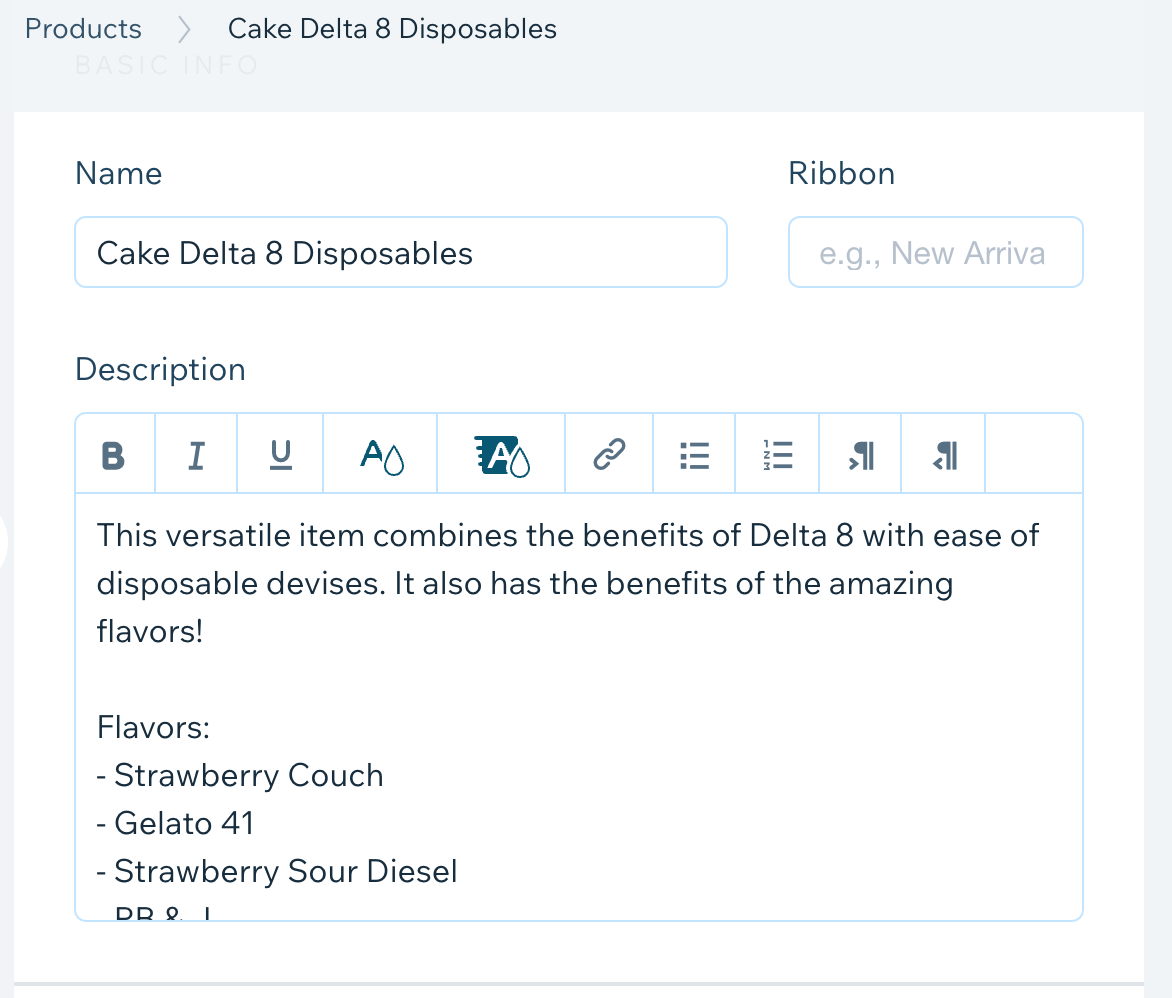 Products > Cake Delta 8 Disposables
BASIC INFO
Name
Ribbon
Cake Delta 8 Disposables
e.g., New Arriva
Description
This versatile item combines the benefits of Delta 8 with ease of
disposable devises. It also has the benefits of the amazing
flavors!
Flavors:
- Strawberry Couch
- Gelato 41
- Strawberry Sour Diesel